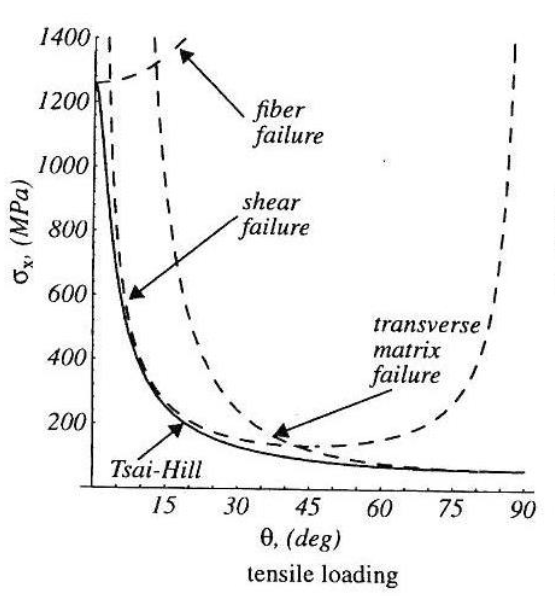 1400
1200
1000
800
600
400
200
σx, (MPa)
fiber
failure
shear
failure
transverse
matrix
failure
Tsai-Hill
15 30 45 60 75 90
θ, (deg)
tensile loading